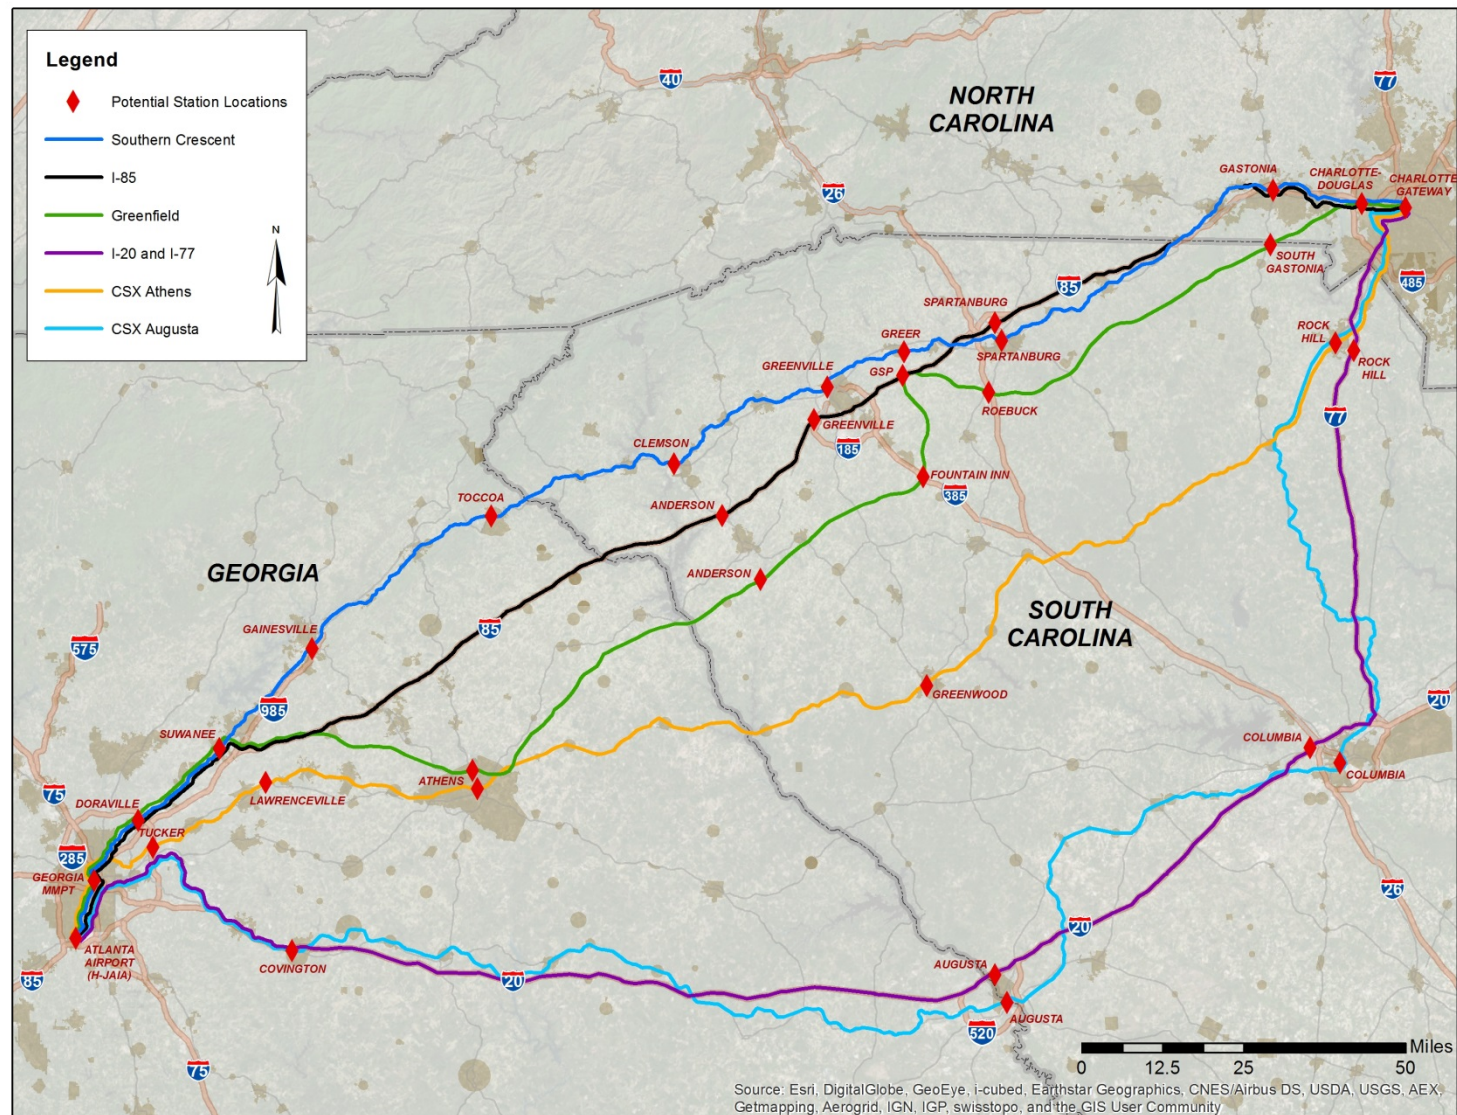 Legend
Potential Station Locations
Southern Crescent
I-85
Greenfield
I-20 and I-77
CSX Athens
CSX Augusta
N
40
77
NORTH
CAROLINA
26
GASTONIA
CHARLOTTE-
DOUGLAS
CHARLOTTE
GATEWAY
SOUTH
GASTONIA
485
85
SPARTANBURG
SPARTANBURG
GREER
GSP
GREENVILLE
GREENVILLE
ROEBUCK
ROCK
HILL
ROCK
HILL
77
185
CLEMSON
FOUNTAIN INN
385
TOCCOA
ANDERSON
ANDERSON
GEORGIA
85
SOUTH
CAROLINA
GAINESVILLE
575
985
GREENWOOD
20
SUWANEE
COLUMBIA
COLUMBIA
ATHENS
LAWRENCEVILLE
75
DORAVILLE
TUCKER
285
GEORGIA
MMPT
26
ATLANTA
AIRPORT
(H-JAIA)
85
COVINGTON
20
20
AUGUSTA
AUGUSTA
520
75
Miles
0
12.5
25
50
Source: Esri, DigitalGlobe, GeoEye, i-cubed, Earthstar Geographics, CNES/Airbus DS, USDA, USGS, AEX,
Getmapping, Aerogrid, IGN, IGP, swisstopo, and the GIS User Community